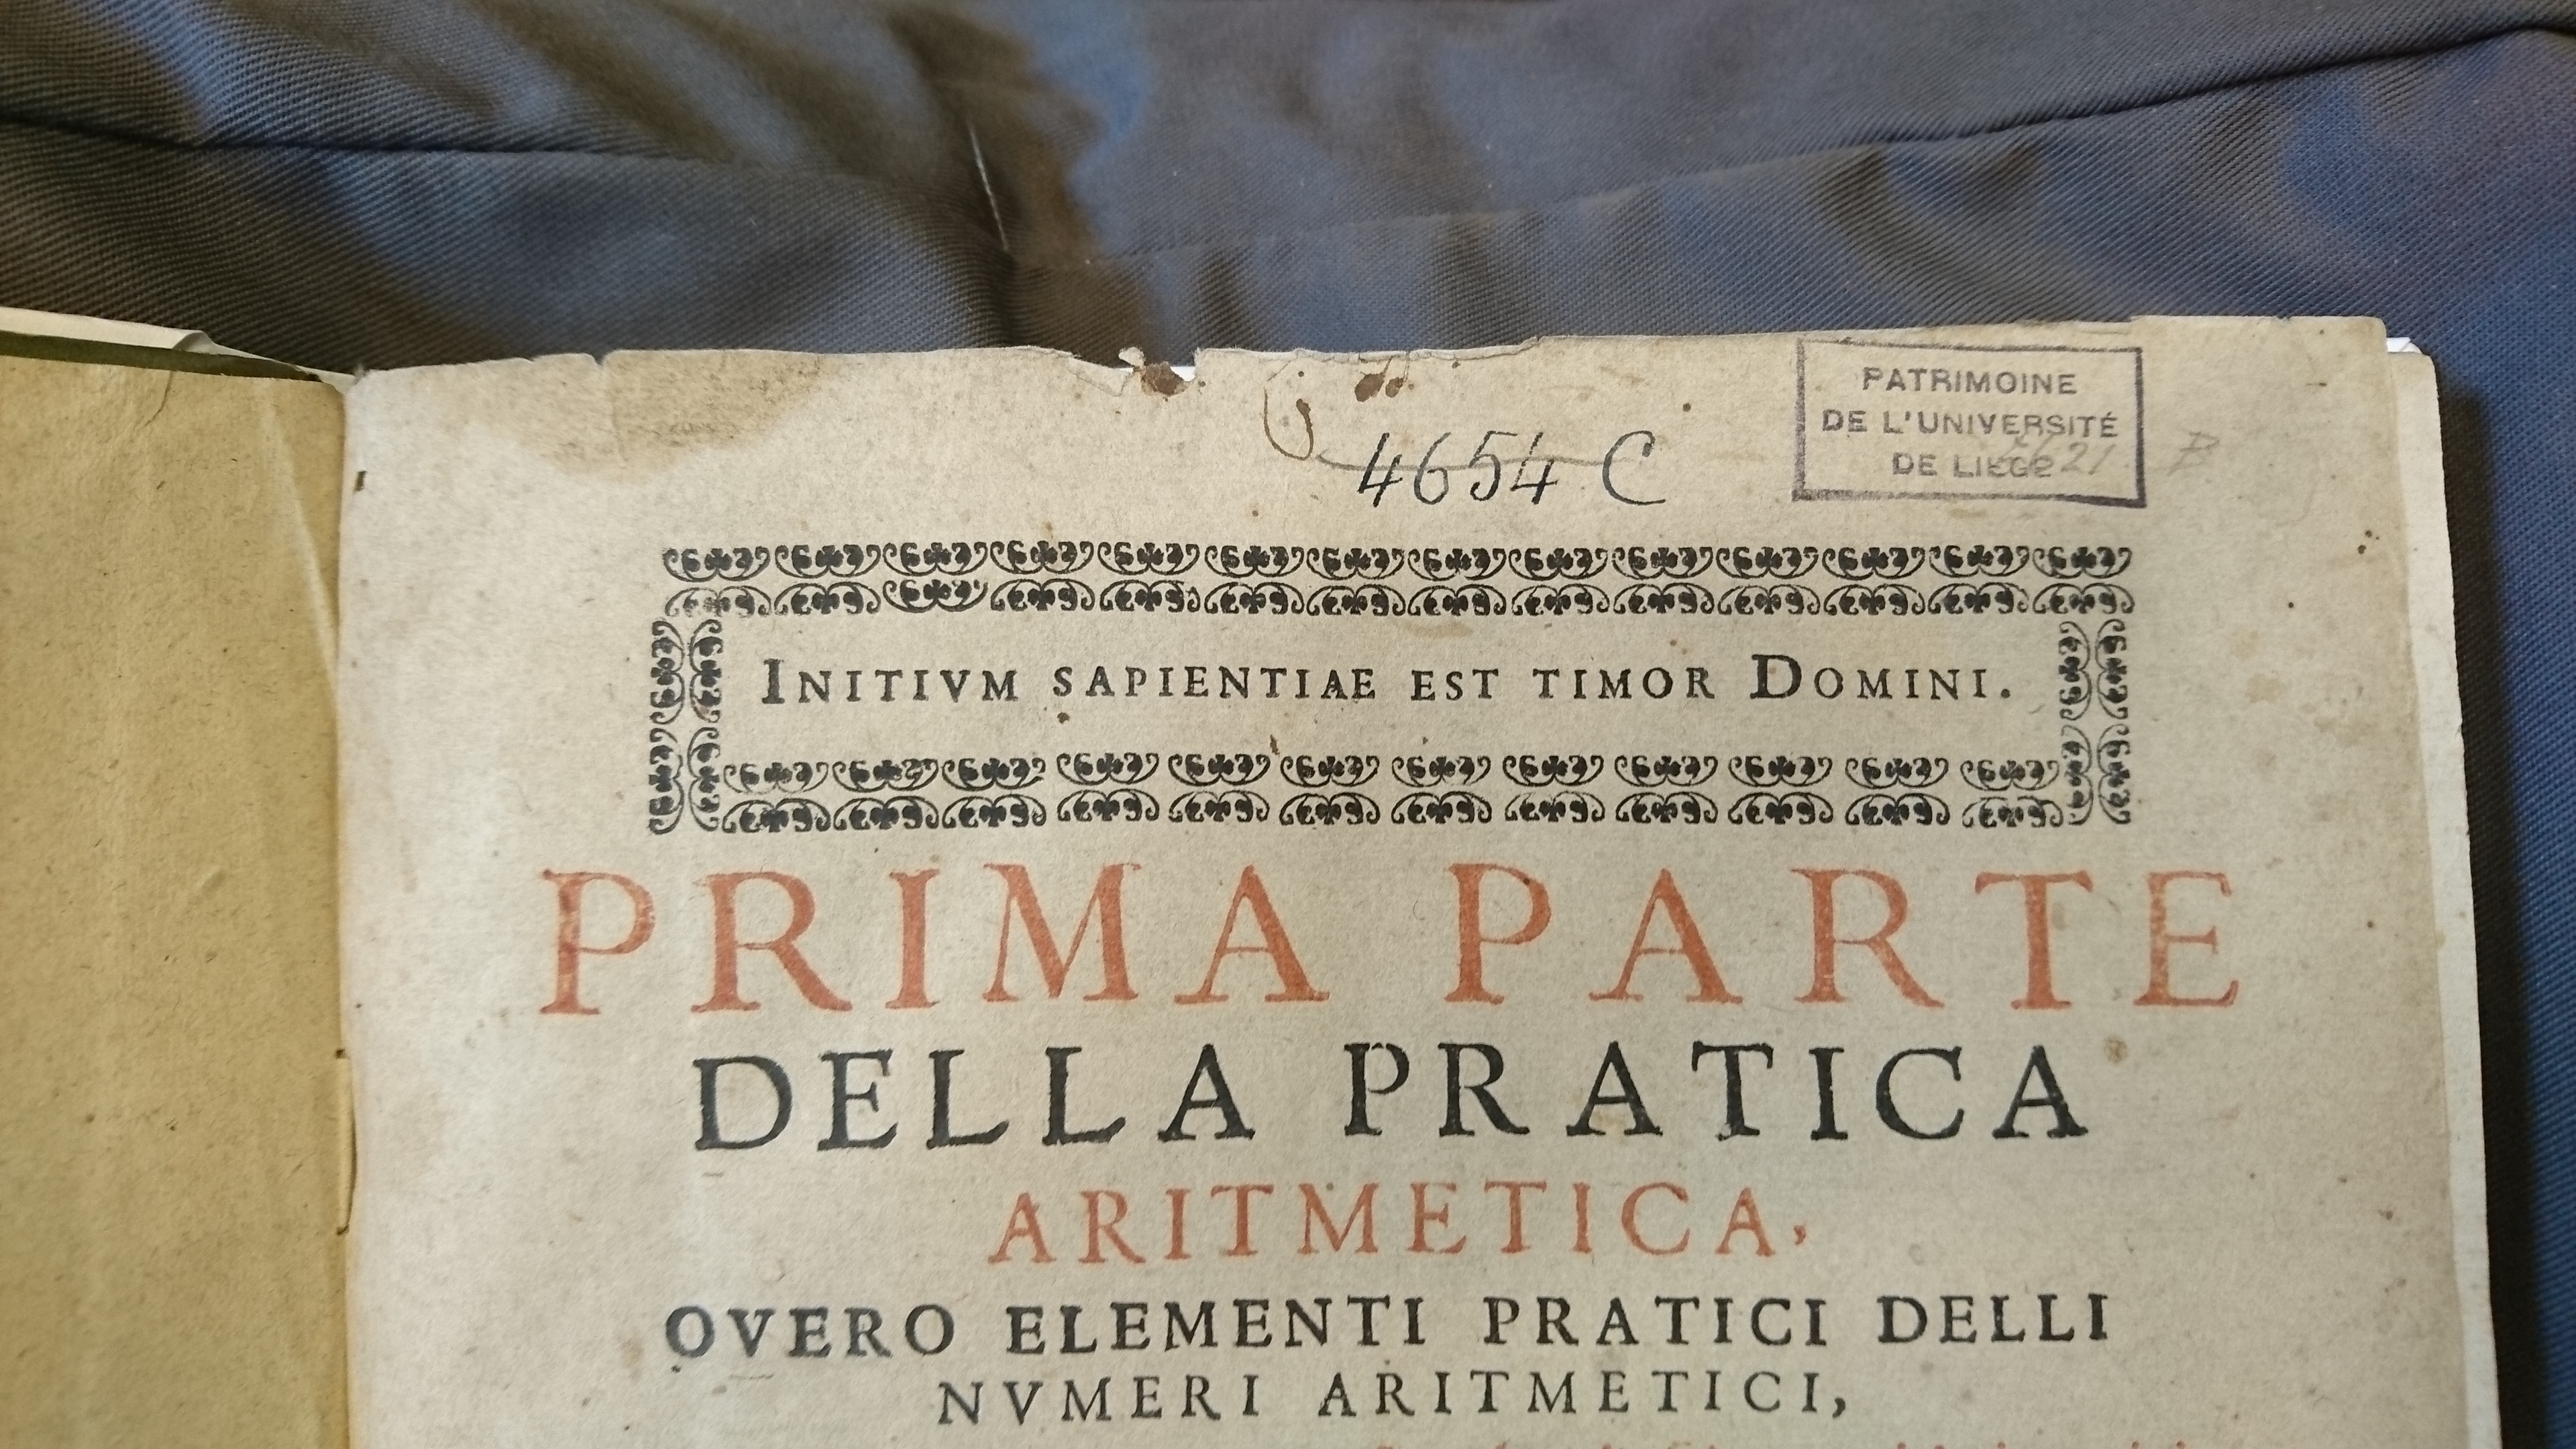 4654 C
PATRIMOINE
DE L'UNIVERSITÉ
DE LIEGE
INITIVM SAPIENTIAE EST TIMOR DOMINI.
PRIMA PARTE
DELLA PRATICA
ARITMETICA,
OVERO ELEMENTI PRATICI DELLI
NVMERI ARITMETICI,